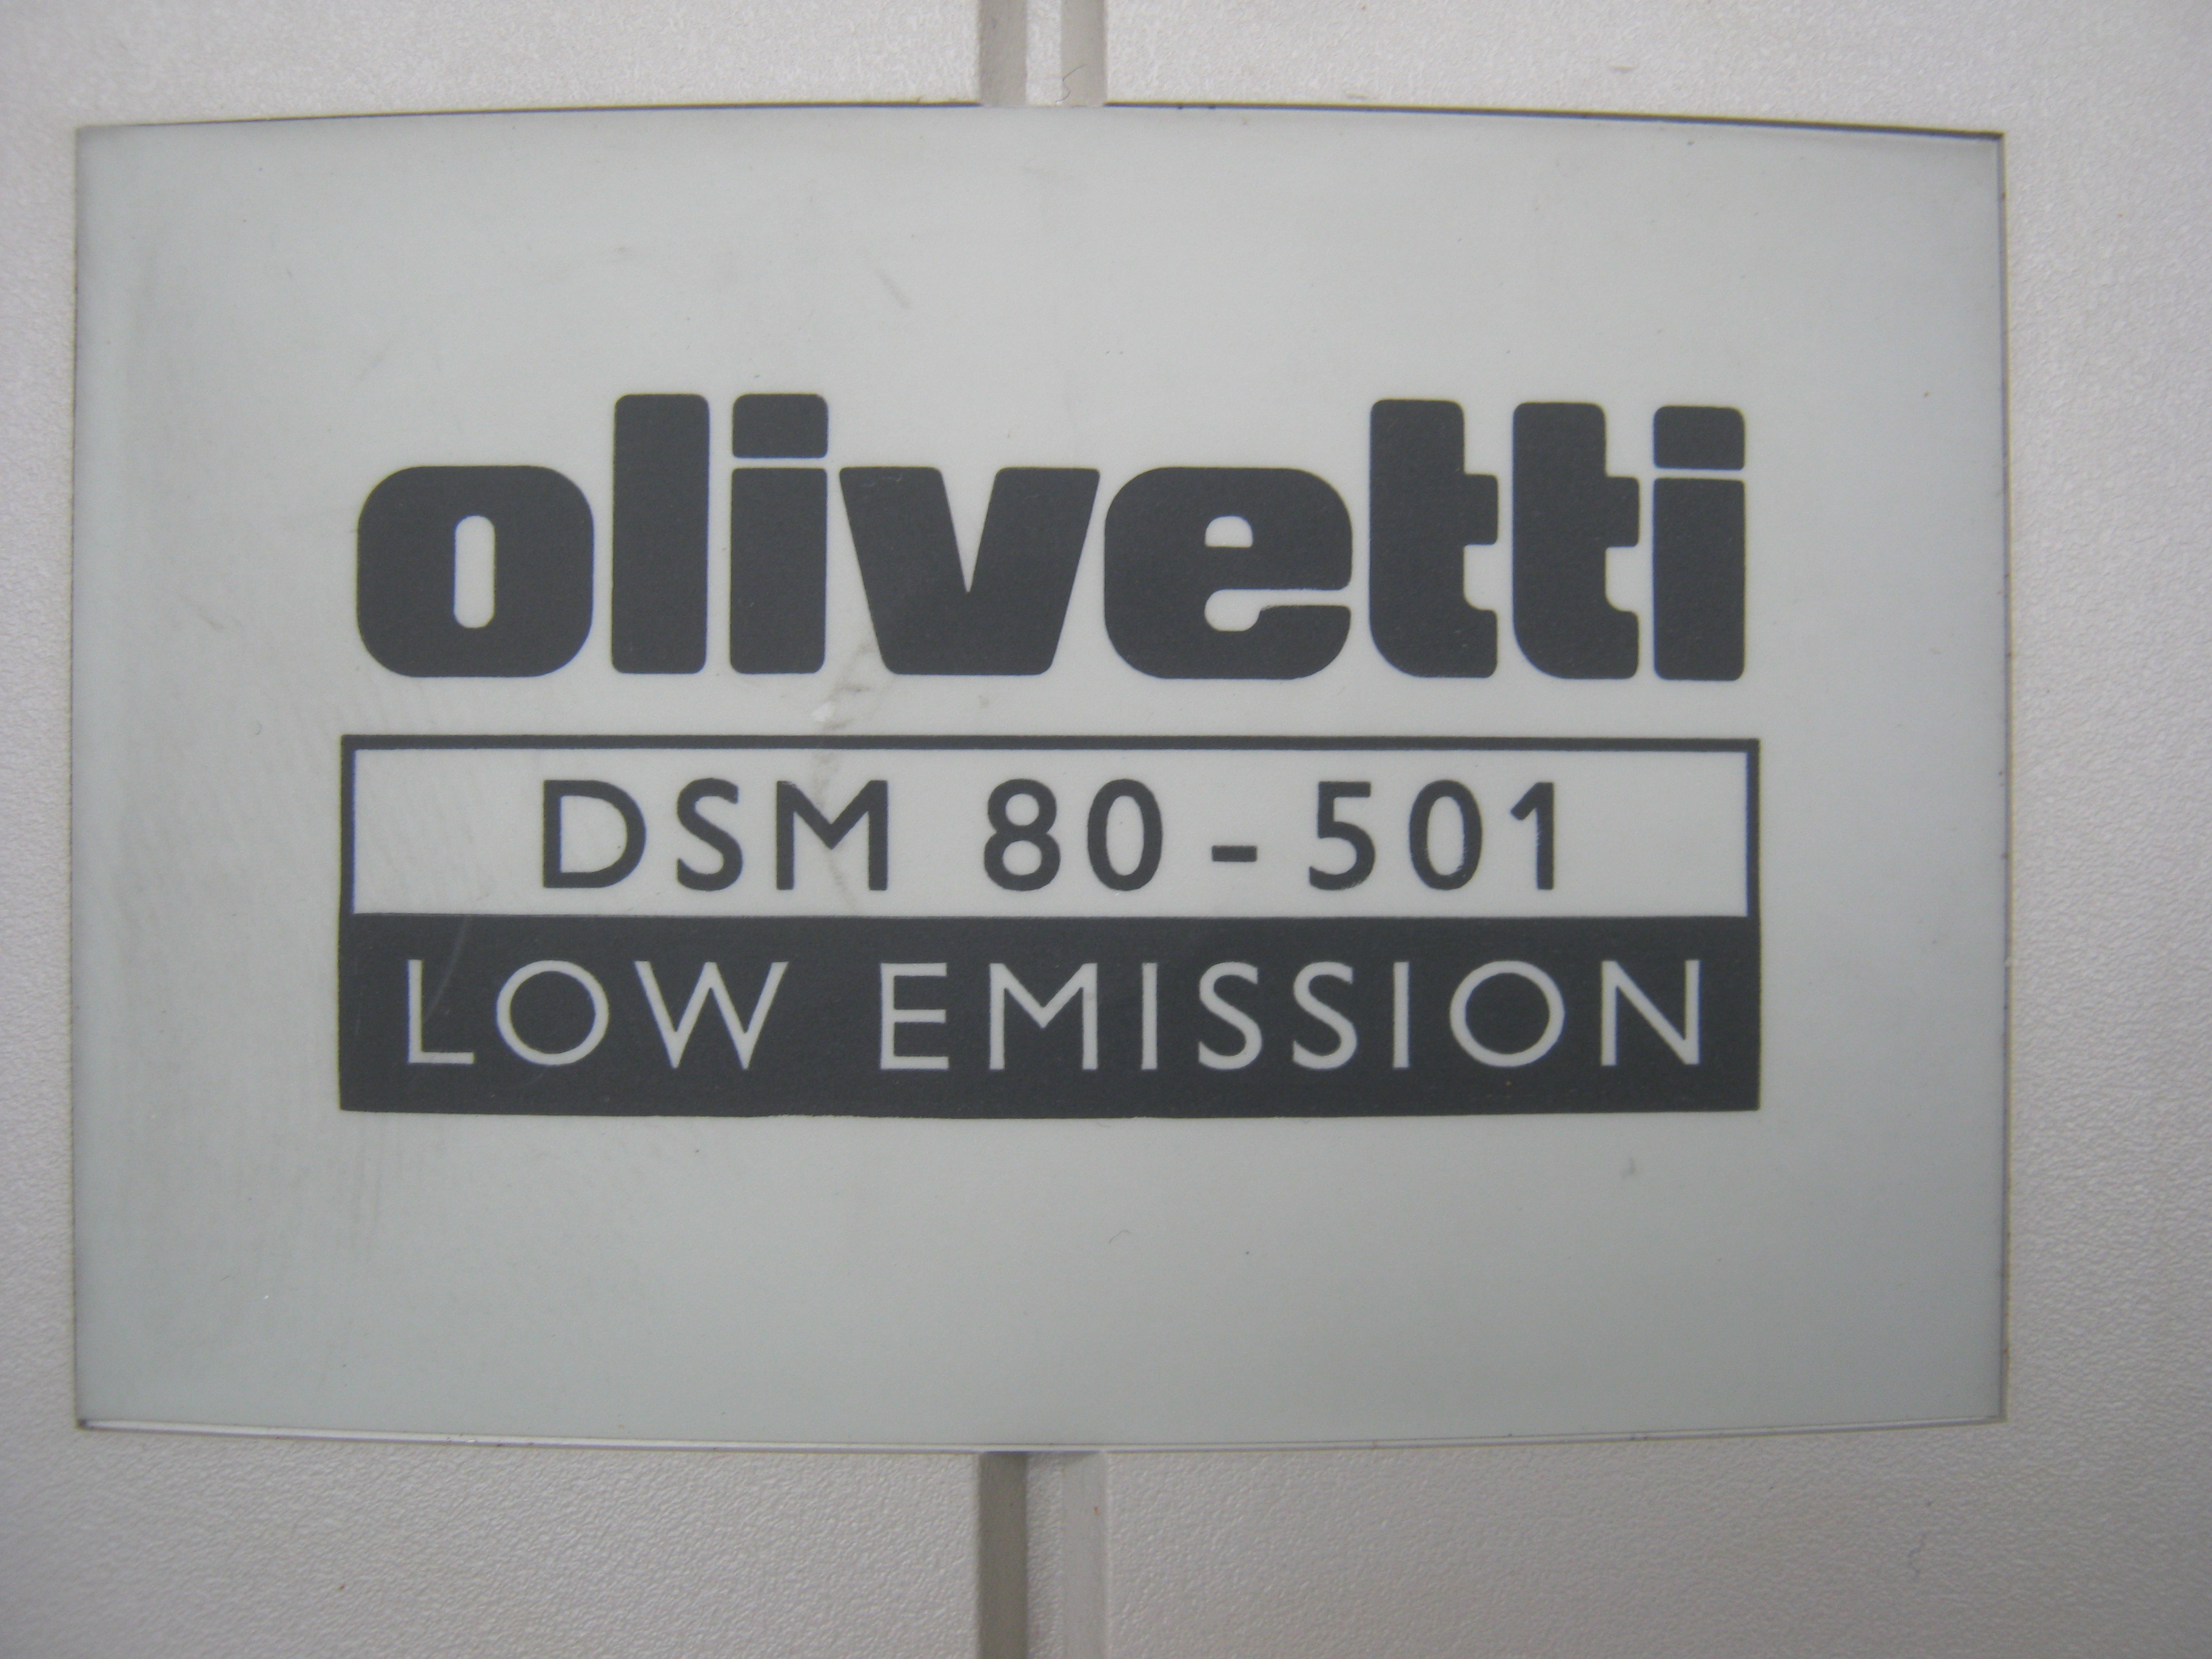 olivetti
DSM 80-501
LOW EMISSION